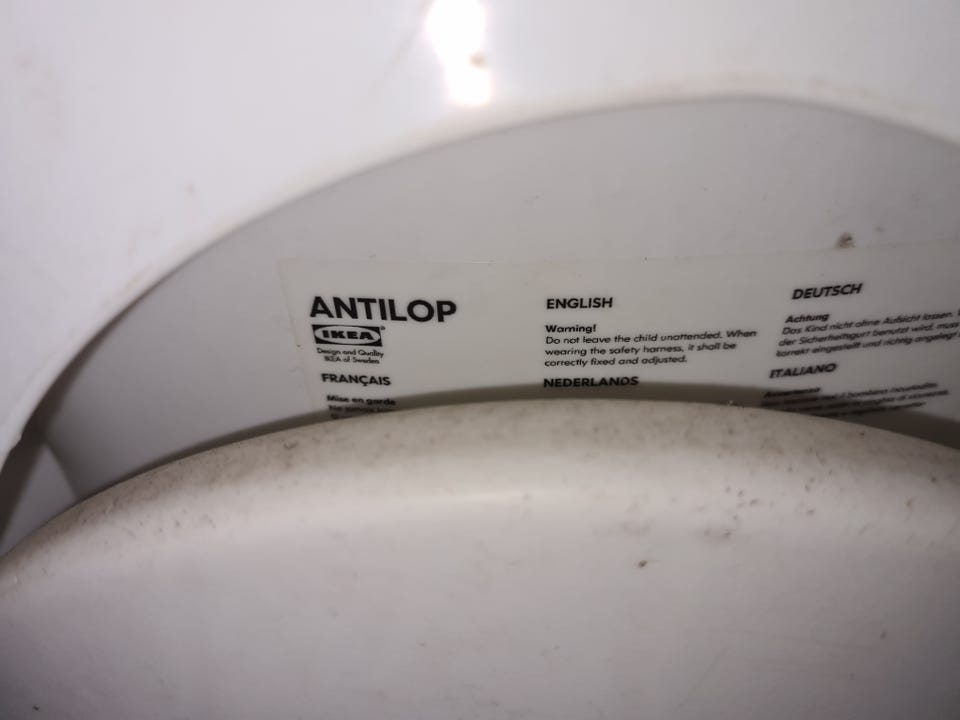 ANTILOP
IKEA®
Design and Quality
IKEA of Sweden
FRANÇAIS
Mise en garde
ENGLISH
Warning!
Do not leave the child unattended. When
wearing the safety harness, it shall be
correctly fixed and adjusted.
NEDERLANDS
DEUTSCH
Achtung
Das Kind nicht ohne Aufsicht lassen.
der Sicherheitsgurt benutzt wird, muss
korrekt eingestellt und richtig angelegt
ITALIANO